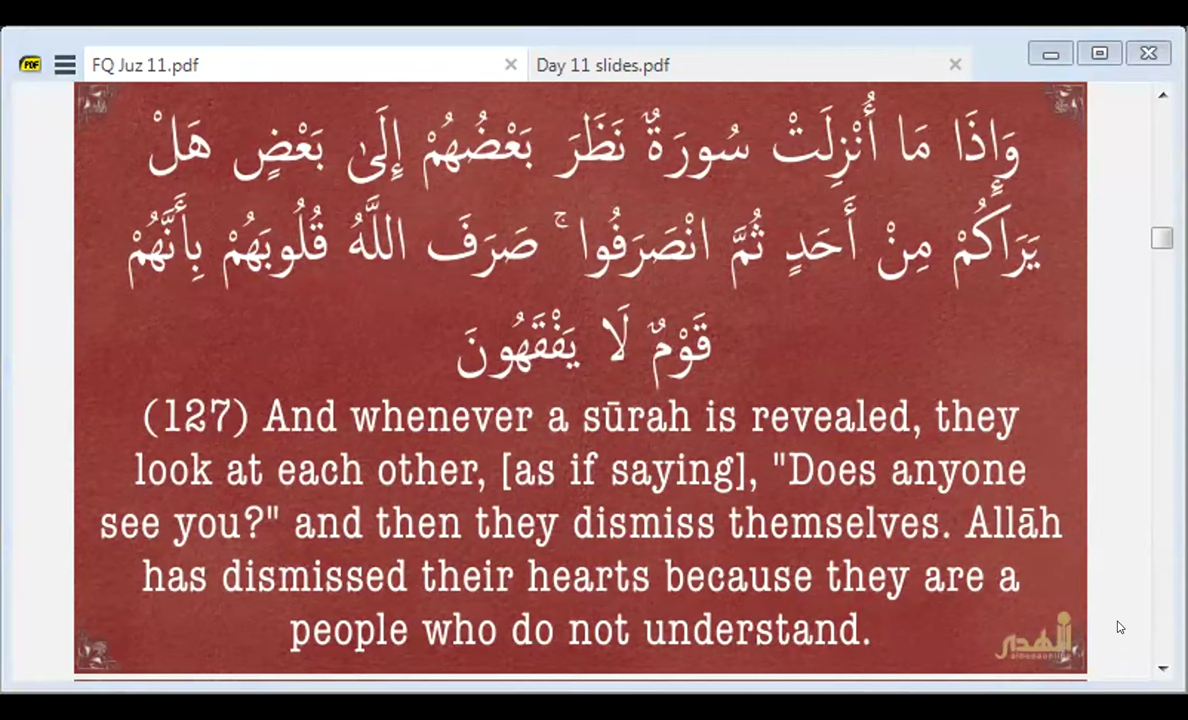 FQ Juz 11.pdf
Day 11 slides.pdf
وَإِذَا مَا أُنْزِلَتْ سُورَةٌ نَظَرَ بَعْضُهُمْ إِلَىٰ بَعْضٍ هَلْ
يَرَاكُمْ مِنْ أَحَدٍ ثُمَّ انْصَرَفُوا ۚ صَرَفَ اللَّهُ قُلُوبَهُمْ بِأَنَّهُمْ
قَوْمٌ لَا يَفْقَهُونَ
(127) And whenever a sūrah is revealed, they
look at each other, [as if saying], "Does anyone
see you?" and then they dismiss themselves. Allāh
has dismissed their hearts because they are a
people who do not understand.
الهدى